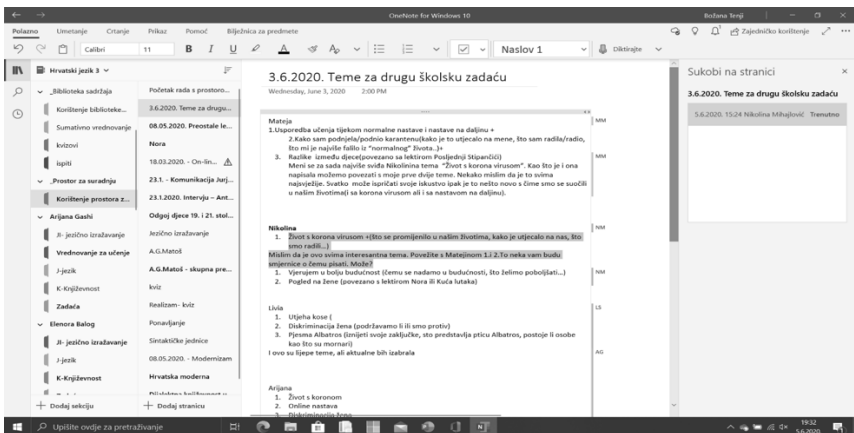 OneNote for Windows 10
Božana Tenji
Polazno Umetanje Crtanje Prikaz Pomoć Bilježnica za predmete
Zajedničko korištenje
Calibri 11 B I U A
Naslov 1
Diktirajte
Hrvatski jezik 3
_Biblioteka sadržaja
Korištenje biblioteke...
Sumativno vrednovanje
kvizovi
ispiti
_Prostor za suradnju
Korištenje prostora z...
Arijana Gashi
JI- jezično izražavanje
Vrednovanje za učenje
J-jezik
K-Književnost
Zadaća
Elenora Balog
JI- jezično izražavanje
J-jezik
K-Književnost
Dodaj sekciju
Početak rada s prostoro...
3.6.2020. Teme za drugu...
08.05.2020. Preostale le...
Nora
18.03.2020. - On-lin...
23.1. - Komunikacija Jurj...
23.1.2020. Intervju – Ant...
Odgoj djece 19. i 21. stol...
Jezično izražavanje
A.G.Matoš
A.G.Matoš - skupna pre...
kviz
Realizam- kviz
Ponavljanje
Sintaktičke jednice
08.05.2020. - Modernizam
Hrvatska moderna
Dodaj stranicu
3.6.2020. Teme za drugu školsku zadaću
Wednesday, June 3, 2020 2:00 PM
Mateja
1.Usporedba učenja tijekom normalne nastave i nastave na daljinu +
2.Kako sam podnjela/podnio karantenu(kako je to utjecalo na mene, što sam radila/radio,
što mi je najviše falilo iz "normalnog" života..)+
3. Razlike između djece(povezano sa lektirom Posljednji Stipančići)
Meni se za sada najviše sviđa Nikolinina tema "Život s korona virusom". Kao što je i ona
napisala možemo povezati s moje prve dvije teme. Nekako mislim da je to svima
najsvježije. Svatko može ispričati svoje iskustvo ipak je to nešto novo s čime smo se suočili
u našim životima(i sa korona virusom ali i sa nastavom na daljinu).
MM
MM
Nikolina
1. Život s korona virusom +(što se promijenilo u našim životima, kako je utjecalo na nas, što
smo radili...)
Mislim da je ovo svima interesantna tema. Povežite s Matejinom 1.i 2.To neka vam budu
smjernice o čemu pisati. Može?
1. Vjerujem u bolju budućnost (čemu se nadamo u budućnosti, što želimo poboljšati...)
2. Pogled na žene (povezano s lektirom Nora ili Kuća lutaka)
NM
NM
Livia
1. Utjeha kose (
2. Diskriminacija žena (podržavamo li ili smo protiv)
3. Pjesma Albatros (iznijeti svoje zaključke, sto predstavlja pticu Albatros, postoje li osobe
kao što su mornari)
I ovo su lijepe teme, ali aktualne bih izabrala
LS
AG
Arijana
1. Život s koronom
2. Online nastava
3. Diskriminacija žena
Sukobi na stranici
3.6.2020. Teme za drugu školsku zadaću
5.6.2020. 15:24 Nikolina Mihajlović Trenutno
Upišite ovdje za pretraživanje
19:32
5.6.2020.